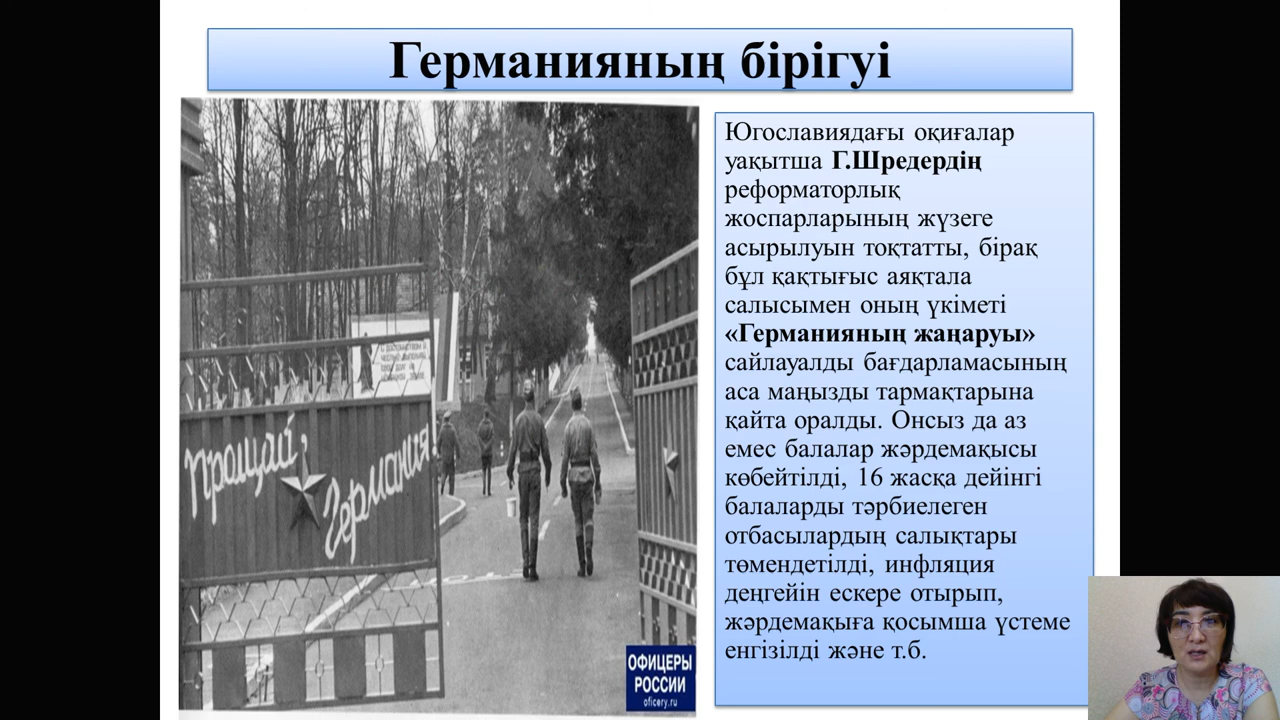 Германияның бірігуі
Югославиядағы оқиғалар
уақытша Г.Шредердің
реформаторлық
жоспарларының жүзеге
асырылуын тоқтатты, бірақ
бұл қақтығыс аяқтала
салысымен оның үкіметі
«Германияның жаңаруы»
сайлауалды бағдарламасының
аса маңызды тармақтарына
қайта оралды. Онсыз да аз
емес балалар жәрдемақысы
көбейтілді, 16 жасқа дейінгі
балаларды тәрбиелеген
отбасылардың салықтары
төмендетілді, инфляция
деңгейін ескере отырып,
жәрдемақыға қосымша үстеме
енгізілді және т.б.
Прощай,
Германия!
ОФИЦЕРЫ
РОССИИ
oficery.ru